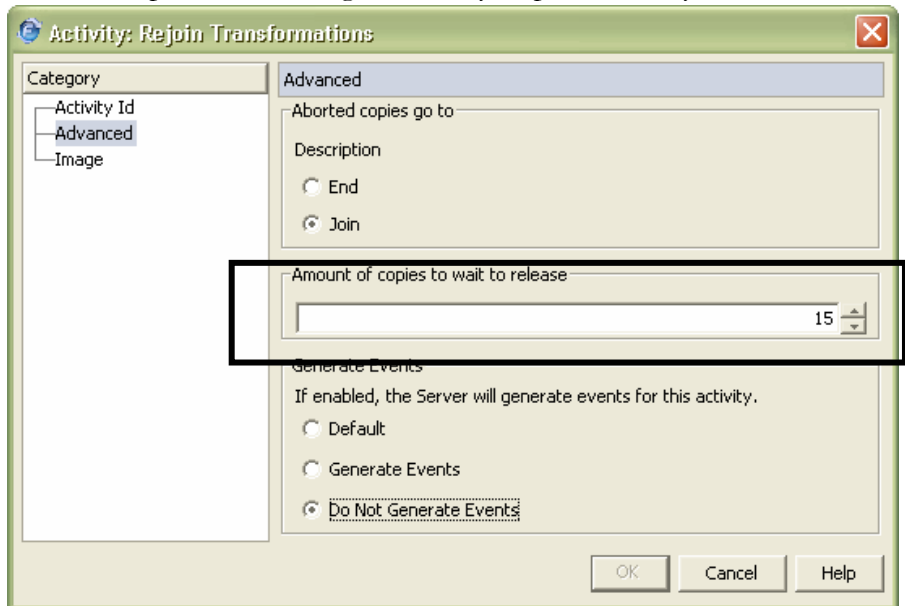 Activity: Rejoin Transformations
Category
Activity Id
Advanced
Image
Advanced
Aborted copies go to
Description
End
Join
Amount of copies to wait to release
15
Generate Events
If enabled, the Server will generate events for this activity.
Default
Generate Events
Do Not Generate Events
OK Cancel Help